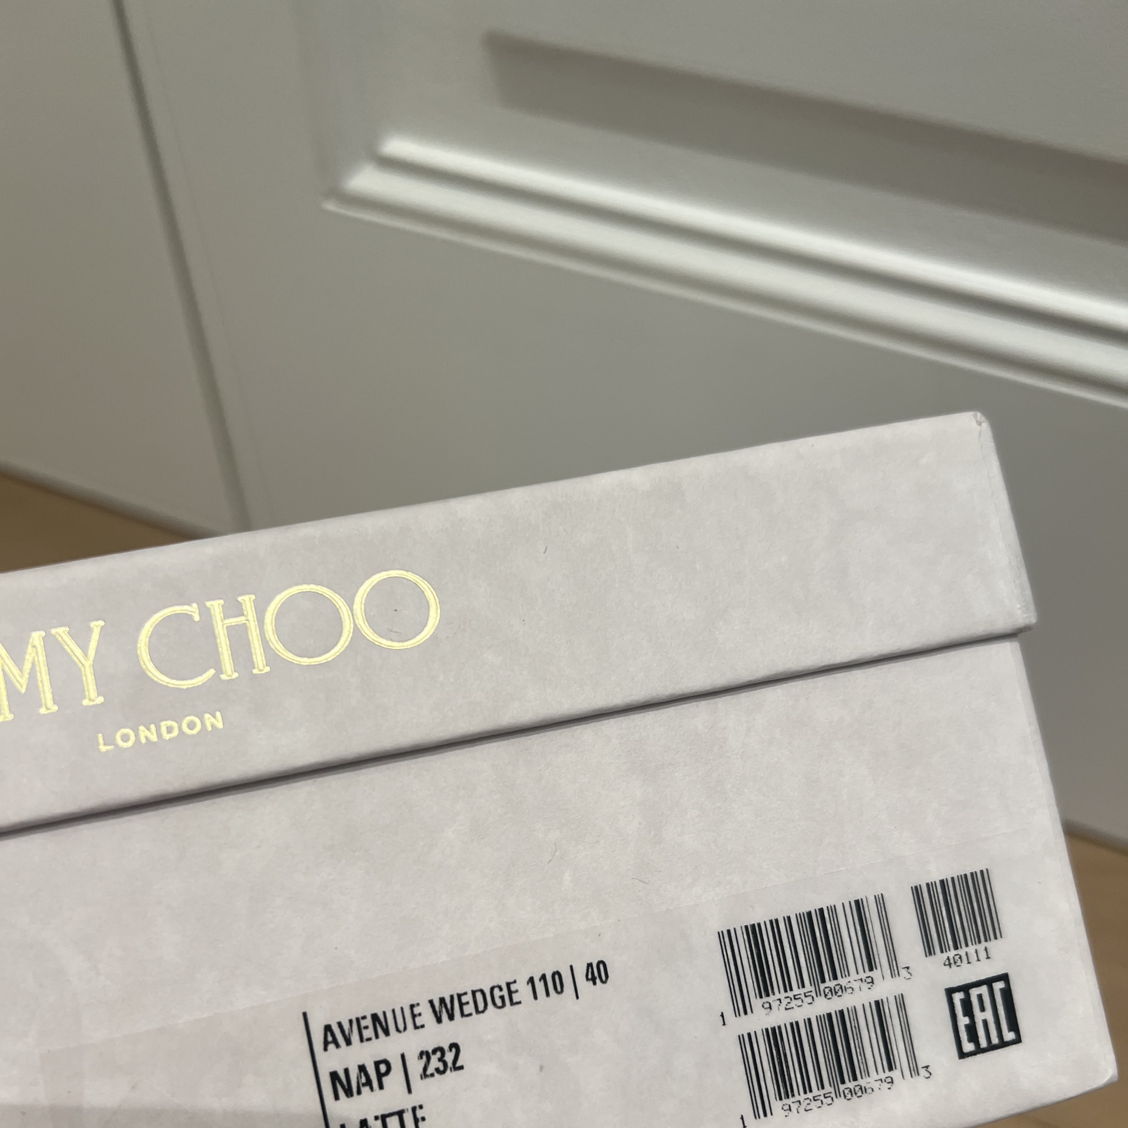 MY CHOO
LONDON
AVENUE WEDGE 110 | 40
NAP | 232
LATTE
1 97255 00679 3
40111
EAC
1 97255 00679 3